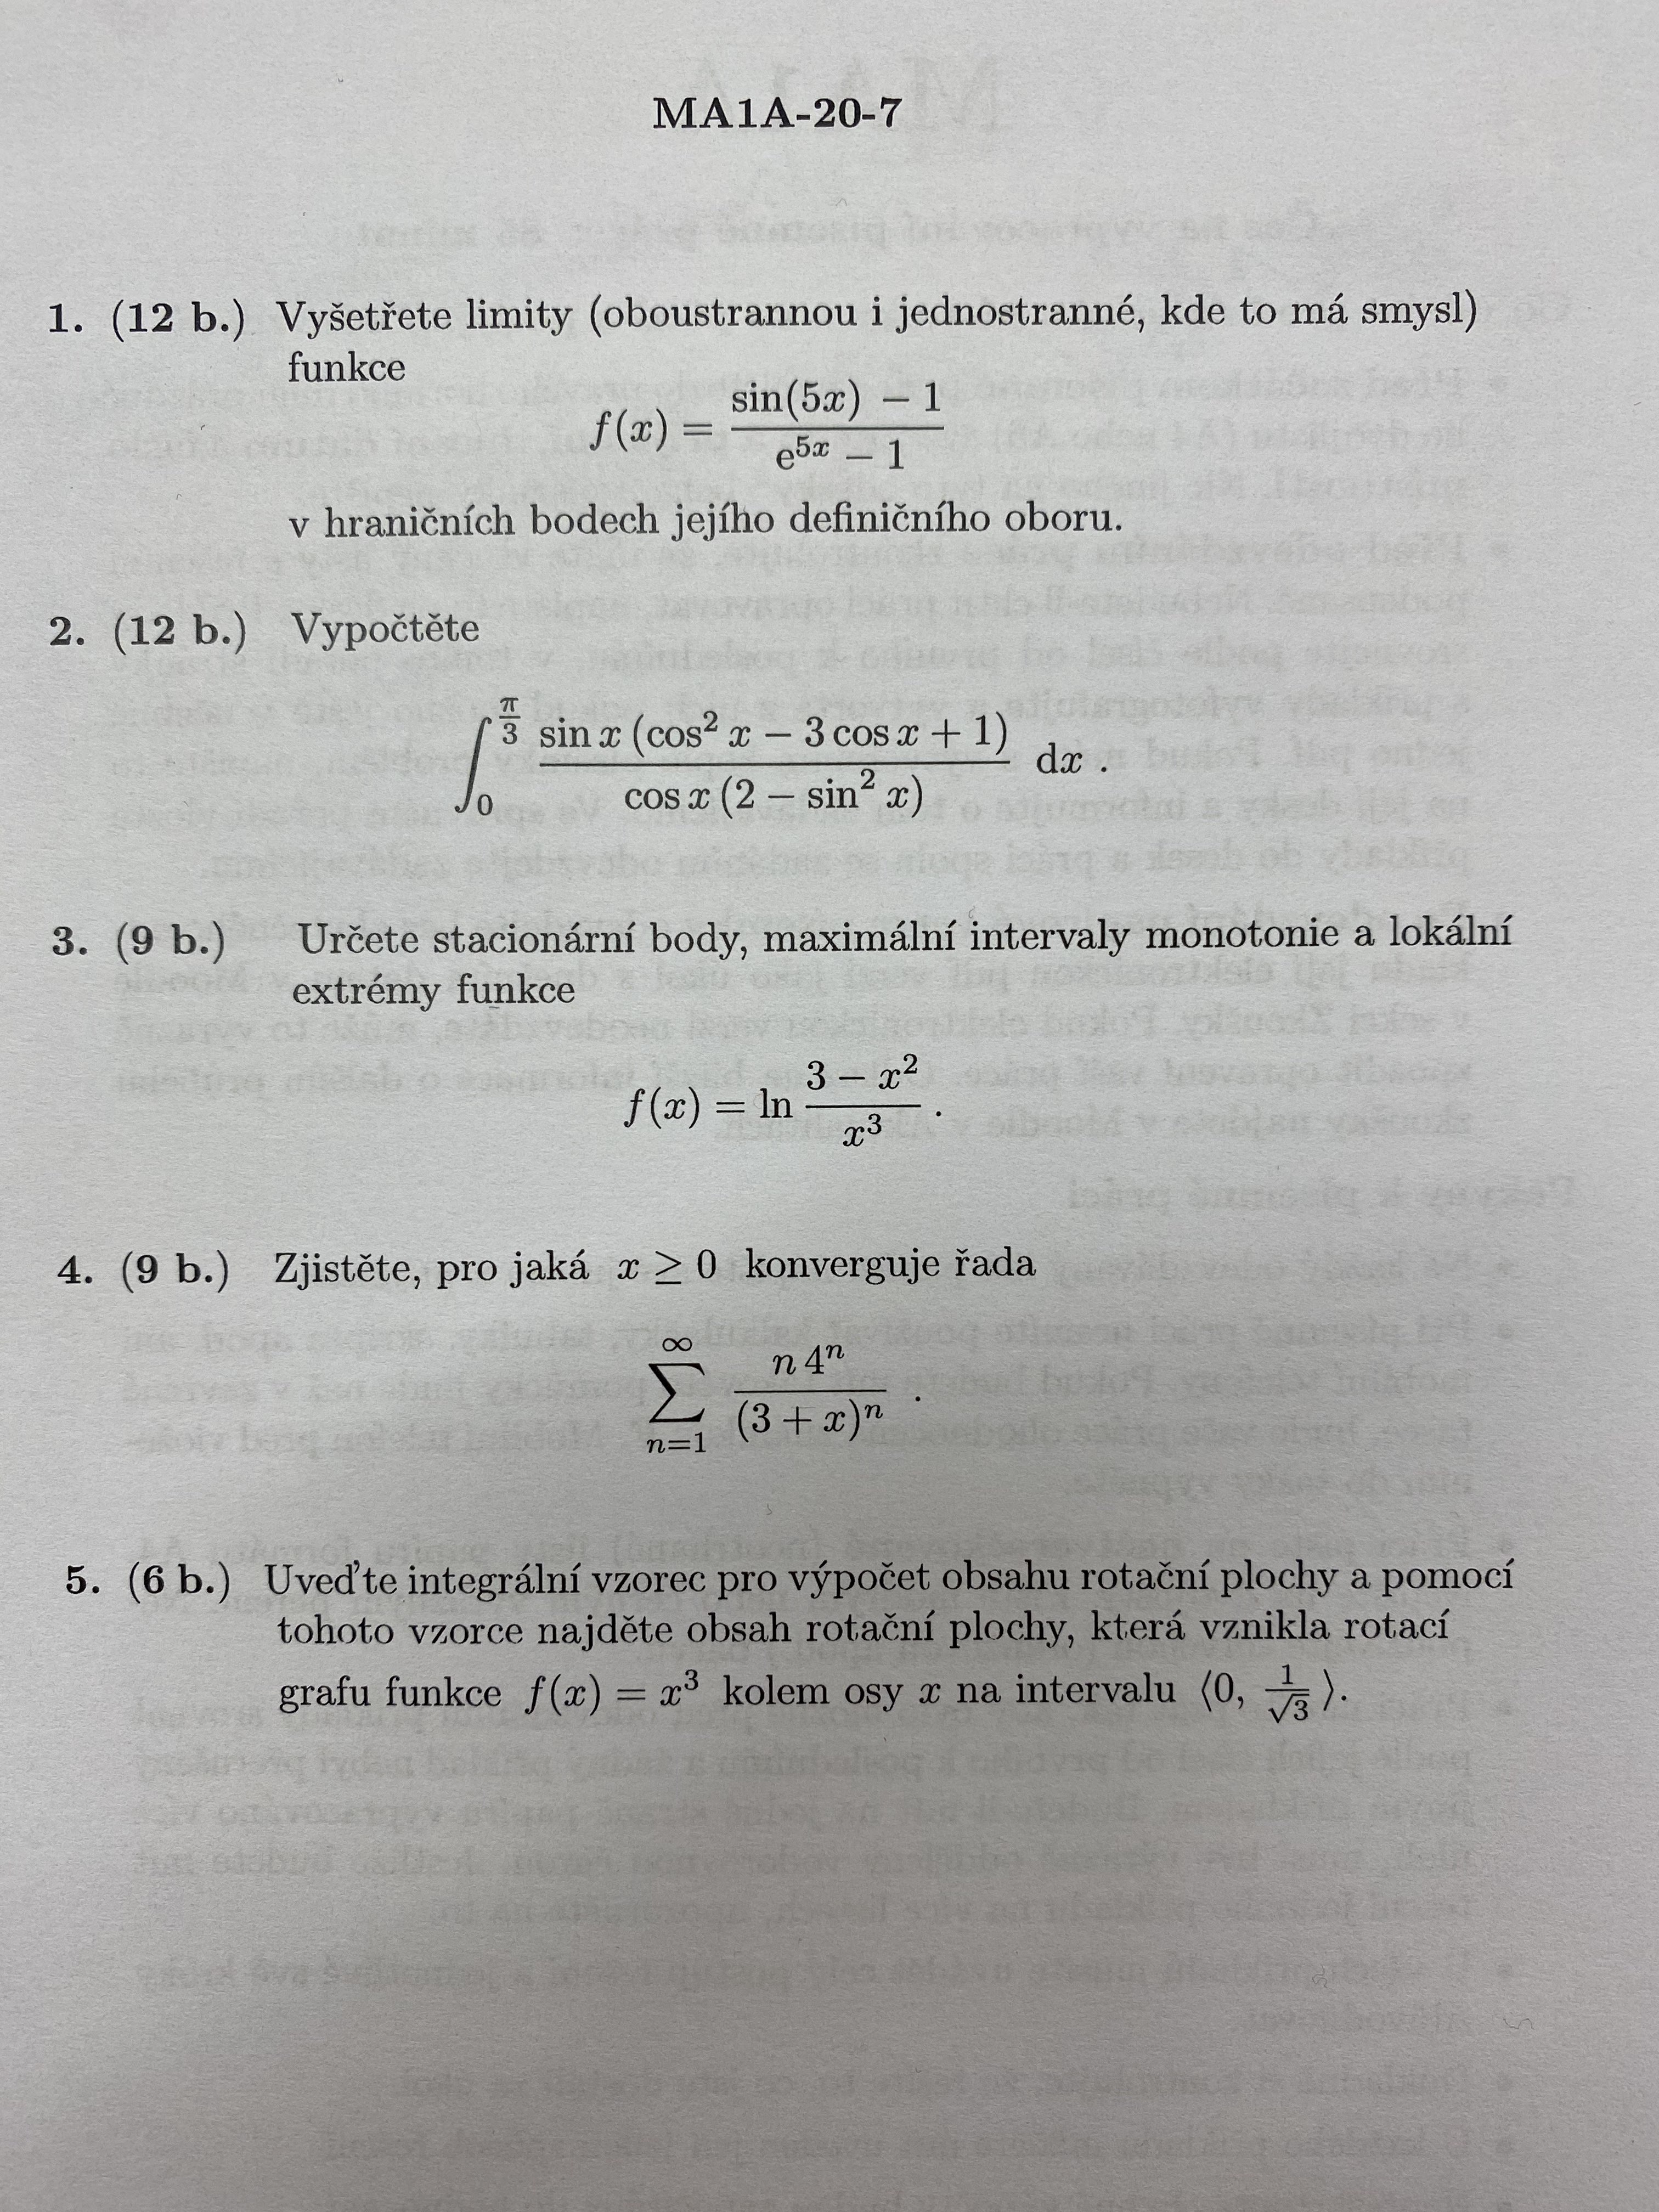 MA1A-20-7
1. (12 b.) Vyšetřete limity (oboustrannou i jednostranné, kde to má smysl)
funkce
f(x) = \frac{sin(5x) − 1}{e^{5x} − 1}
v hraničních bodech jejího definičního oboru.
2. (12 b.) Vypočtěte
\int_0^{\frac{π}{3}} \frac{sin x (cos^2 x − 3 cos x + 1)}{cos x (2 − sin^2 x)} dx .
3. (9 b.) Určete stacionární body, maximální intervaly monotonie a lokální
extrémy funkce
f(x) = ln \frac{3 − x^2}{x^3} .
4. (9 b.) Zjistěte, pro jaká x ≥ 0 konverguje řada
\sum_{n=1}^{∞} \frac{n 4^n}{(3 + x)^n} .
5. (6 b.) Uveďte integrální vzorec pro výpočet obsahu rotační plochy a pomocí
tohoto vzorce najděte obsah rotační plochy, která vznikla rotací
grafu funkce f(x) = x^3 kolem osy x na intervalu ⟨0, \frac{1}{\sqrt{3}}⟩.